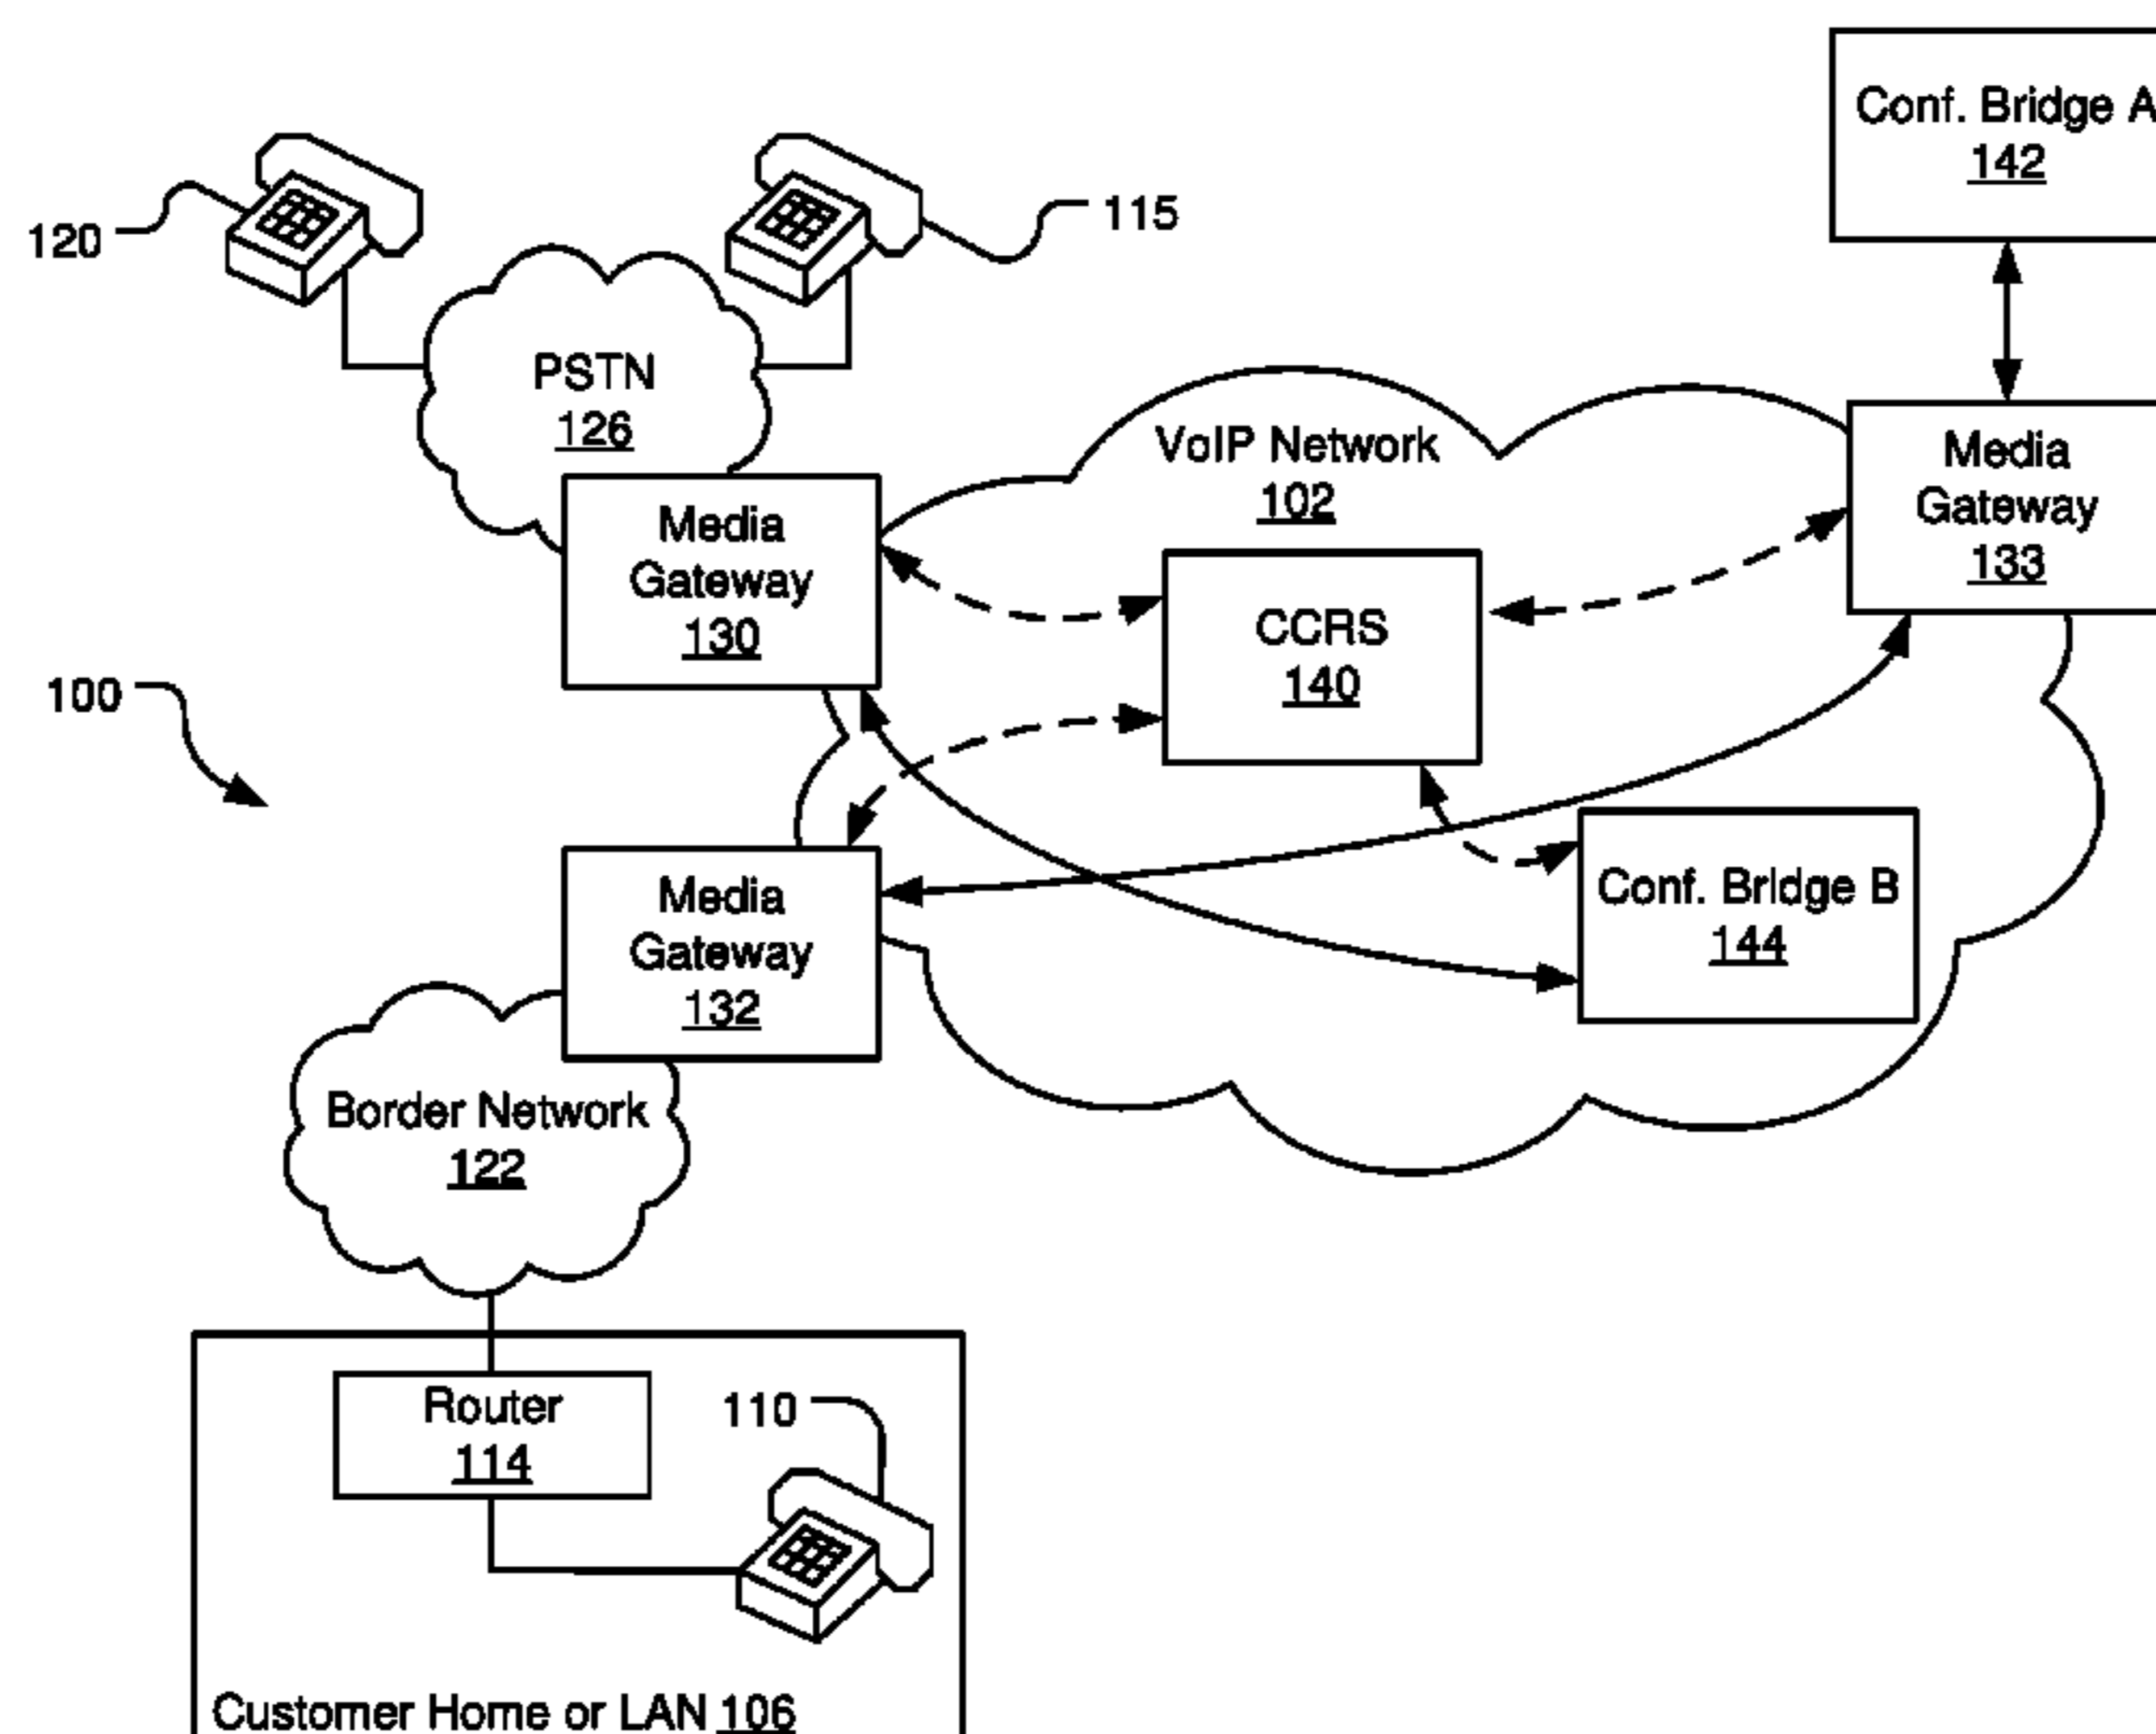 Conf. Bridge A
142
120
115
PSTN
126
VoIP Network
102
Media
Gateway
133
Media
Gateway
130
CCRS
140
100
Media
Gateway
132
Conf. Bridge B
144
Border Network
122
Router
114
110
Customer Home or LAN 106